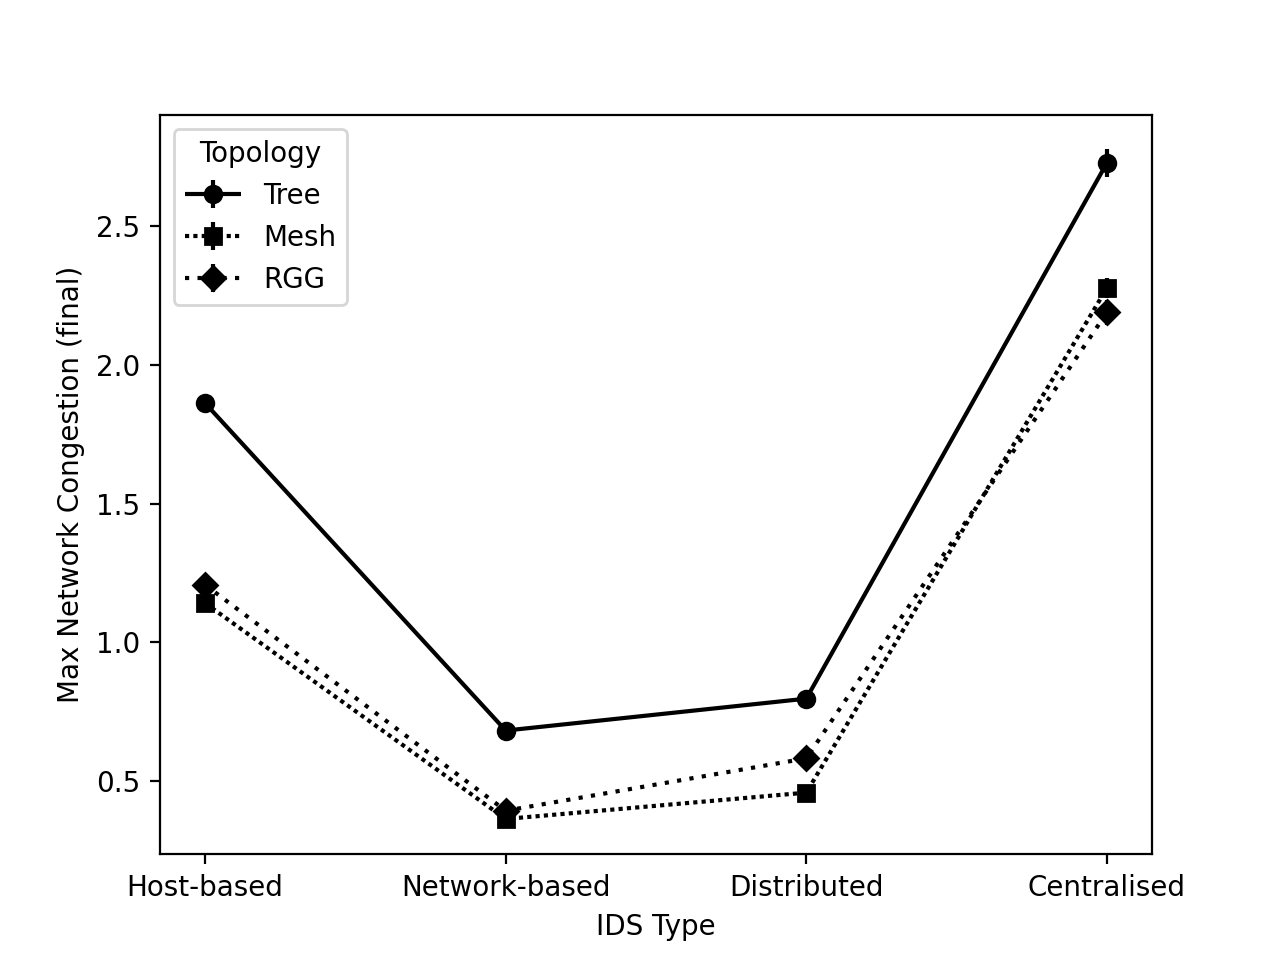 Topology
Tree
Mesh
RGG
Max Network Congestion (final)
2.5
2.0
1.5
1.0
0.5
Host-based Network-based Distributed Centralised
IDS Type